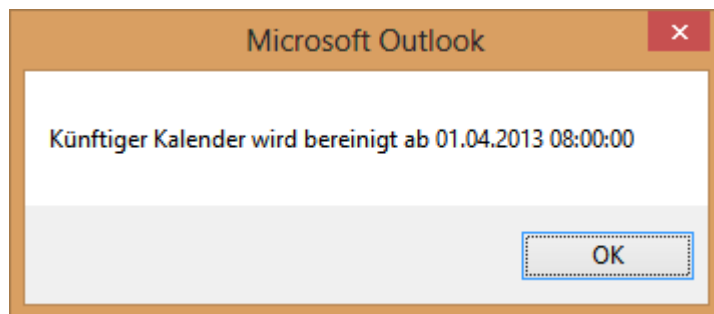 Microsoft Outlook
Künftiger Kalender wird bereinigt ab 01.04.2013 08:00:00
OK